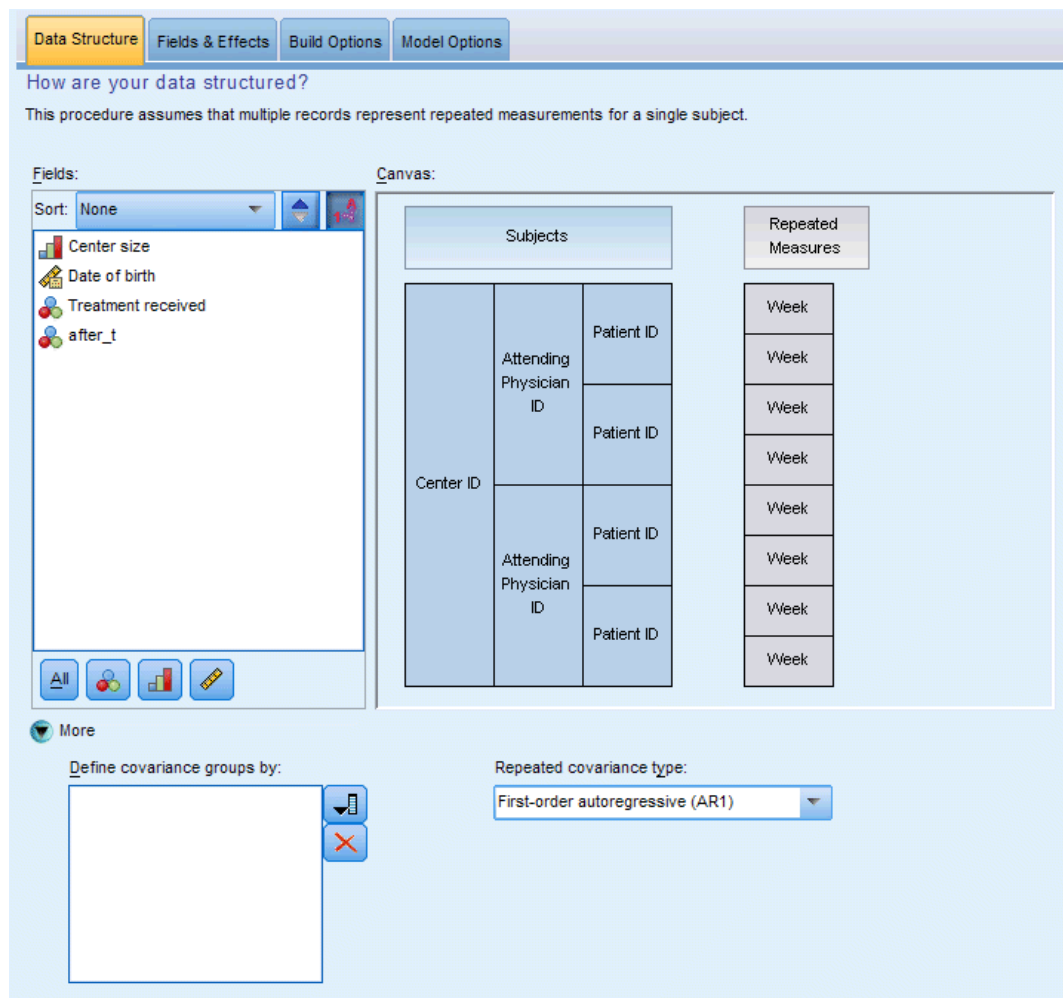 Data Structure
Fields & Effects
Build Options
Model Options
How are your data structured?
This procedure assumes that multiple records represent repeated measurements for a single subject.
Fields:
Canvas:
Sort: None
Center size
Date of birth
Treatment received
after_t
All
Subjects
Repeated
Measures
Center ID
Attending
Physician
ID
Attending
Physician
ID
Patient ID
Patient ID
Patient ID
Patient ID
Week
Week
Week
Week
Week
Week
Week
Week
More
Define covariance groups by:
Repeated covariance type:
First-order autoregressive (AR1)